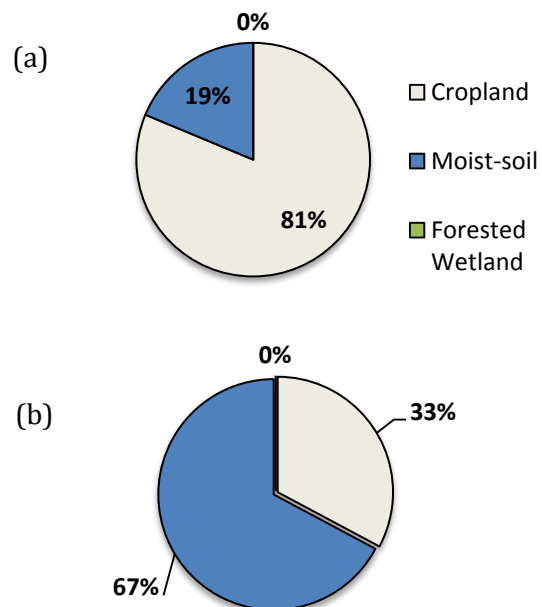 (a)
0%
19%
81%
Cropland
Moist-soil
Forested
Wetland
(b)
0%
33%
67%